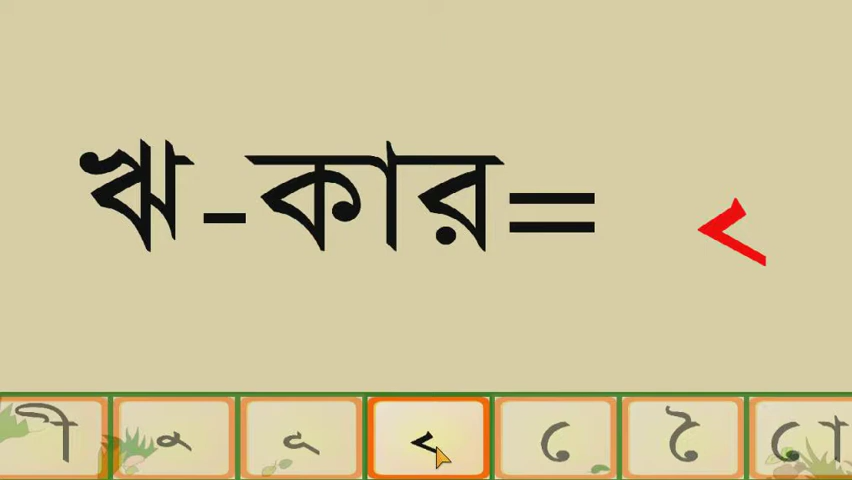 ঋ-কার= ৃ
ী ু ূ ৃ ে ৈ ো